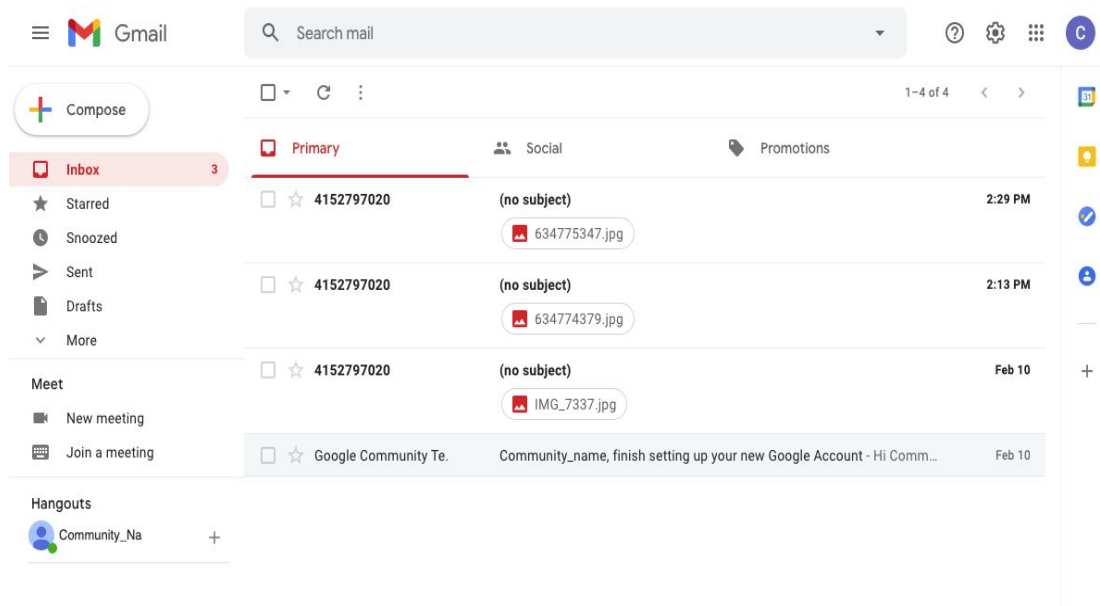 Gmail
Search mail
C
Compose
1–4 of 4
31
Primary
Social
Promotions
Inbox 3
Starred
Snoozed
Sent
Drafts
More
4152797020 (no subject) 2:29 PM
634775347.jpg
4152797020 (no subject) 2:13 PM
634774379.jpg
4152797020 (no subject) Feb 10
IMG_7337.jpg
Google Community Te. Community_name, finish setting up your new Google Account - Hi Comm... Feb 10
Meet
New meeting
Join a meeting
Hangouts
Community_Na